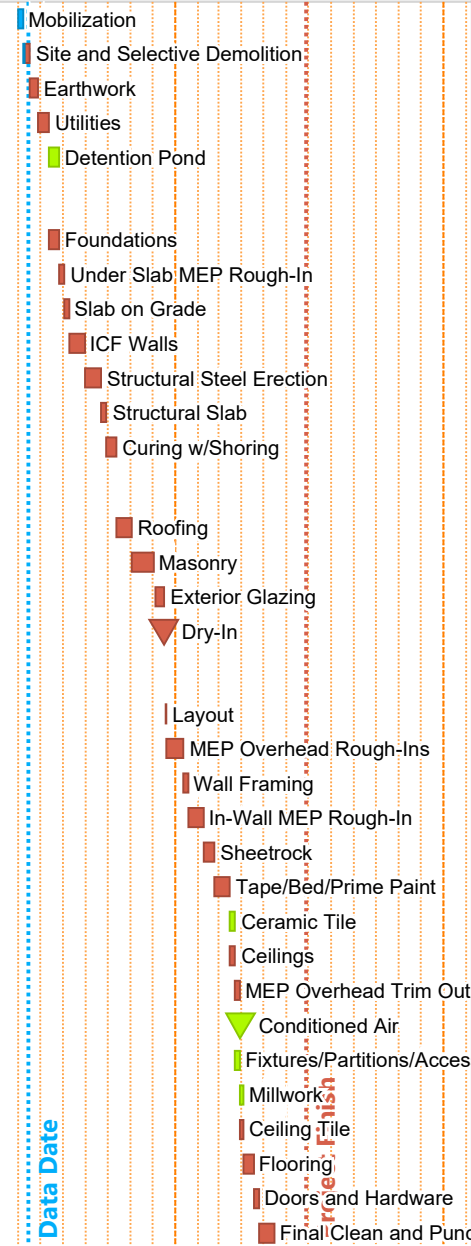 Mobilization
Site and Selective Demolition
Earthwork
Utilities
Detention Pond
Foundations
Under Slab MEP Rough-In
Slab on Grade
ICF Walls
Structural Steel Erection
Structural Slab
Curing w/Shoring
Roofing
Masonry
Exterior Glazing
Dry-In
Layout
MEP Overhead Rough-Ins
Wall Framing
In-Wall MEP Rough-In
Sheetrock
Tape/Bed/Prime Paint
Ceramic Tile
Ceilings
MEP Overhead Trim Out
Conditioned Air
Fixtures/Partitions/Acces
Millwork
Ceiling Tile
Flooring
Doors and Hardware
Final Clean and Punc
Data Date
Project Finish